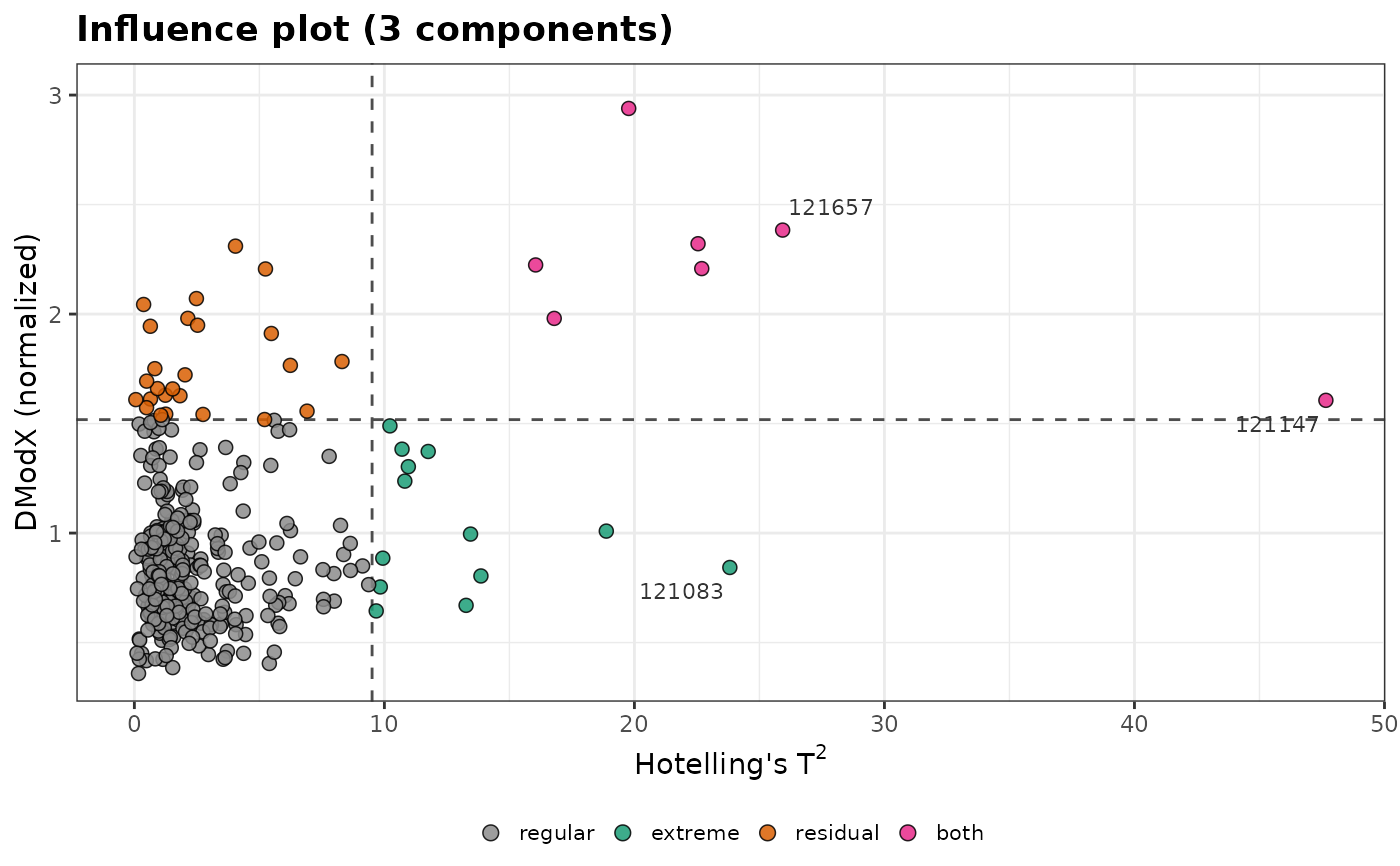 Influence plot (3 components)
3
2
1
DModX (normalized)
121657
121147
121083
0 10 20 30 40 50
Hotelling's T²
regular extreme residual both